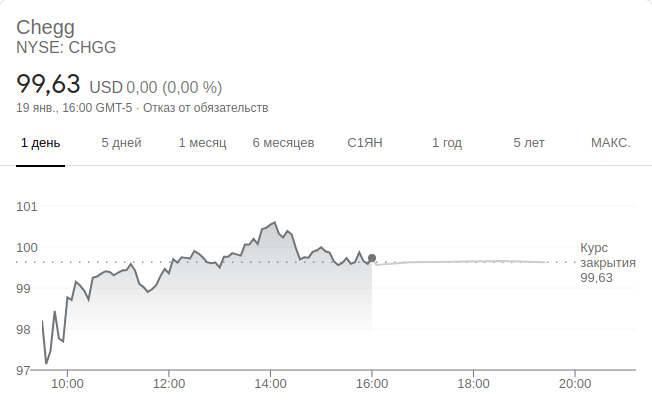 Chegg
NYSE: CHGG
99,63 USD 0,00 (0,00 %)
19 янв., 16:00 GMT-5 · Отказ от обязательств
1 день 5 дней 1 месяц 6 месяцев С1ЯН 1 год 5 лет МАКС.
101
100
Курс
закрытия
99,63
99
98
97
10:00 12:00 14:00 16:00 18:00 20:00